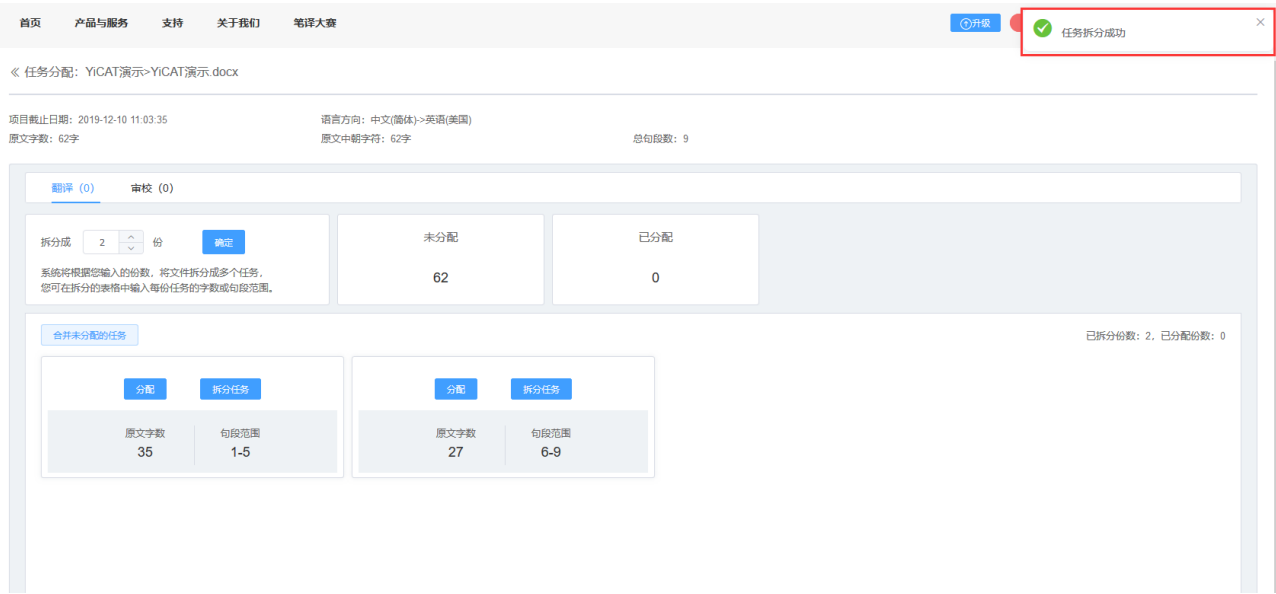 首页 产品与服务 支持 关于我们 笔译大赛 升级
任务拆分成功
任务分配：YiCAT演示>YiCAT演示.docx
项目截止日期：2019-12-10 11:03:35 语言方向：中文(简体)->英语(美国)
原文字数：62字 原文中朝字符：62字 总句段数：9
翻译（0） 审校（0）
拆分成 2 份 确定
系统将根据您输入的份数，将文件拆分成多个任务，
您可在拆分的表格中输入每份任务的字数或句段范围。
未分配 已分配
62 0
合并未分配的任务 已拆分份数：2，已分配份数：0
分配 拆分任务 分配 拆分任务
原文字数 句段范围 原文字数 句段范围
35 1-5 27 6-9